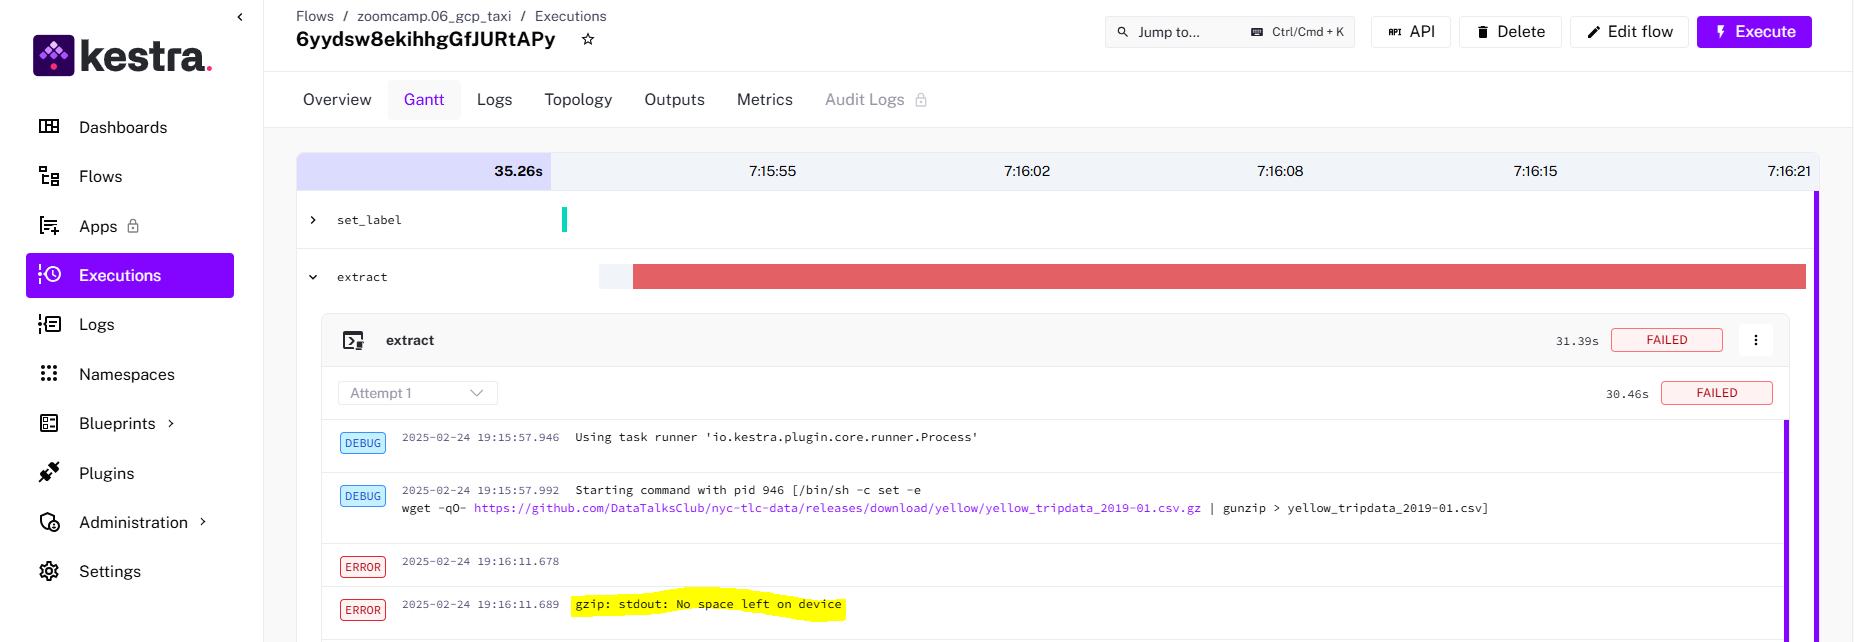 kestra.
Dashboards
Flows
Apps
Executions
Logs
Namespaces
Blueprints
Plugins
Administration
Settings
Flows / zoomcamp.06_gcp_taxi / Executions
6yydsw8ekihhgGfJURtAPy
Jump to... Ctrl/Cmd + K
API API
Delete
Edit flow
Execute
Overview Gantt Logs Topology Outputs Metrics Audit Logs
35.26s 7:15:55 7:16:02 7:16:08 7:16:15 7:16:21
set_label
extract
extract 31.39s FAILED
Attempt 1 30.46s FAILED
DEBUG 2025-02-24 19:15:57.946 Using task runner 'io.kestra.plugin.core.runner.Process'
DEBUG 2025-02-24 19:15:57.992 Starting command with pid 946 [/bin/sh -c set -e
wget -qO- https://github.com/DataTalksClub/nyc-tlc-data/releases/download/yellow/yellow_tripdata_2019-01.csv.gz | gunzip > yellow_tripdata_2019-01.csv]
ERROR 2025-02-24 19:16:11.678
ERROR 2025-02-24 19:16:11.689 gzip: stdout: No space left on device